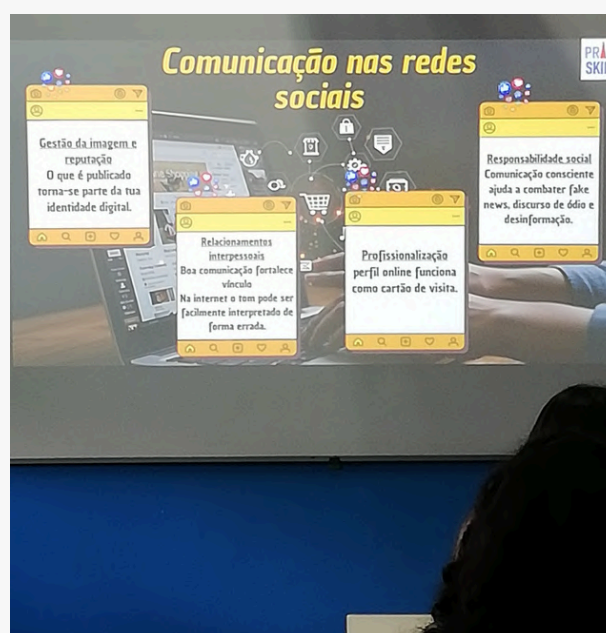 Comunicação nas redes
sociais
Gestão da imagem e
reputação
O que é publicado
torna-se parte da tua
identidade digital.
Relacionamentos
interpessoais
Boa comunicação fortalece
vínculo
Na internet o tom pode ser
facilmente interpretado de
forma errada.
Profissionalização
perfil online funciona
como cartão de visita.
Responsabilidade social
Comunicação consciente
ajuda a combater fake
news, discurso de ódio e
desinformação.